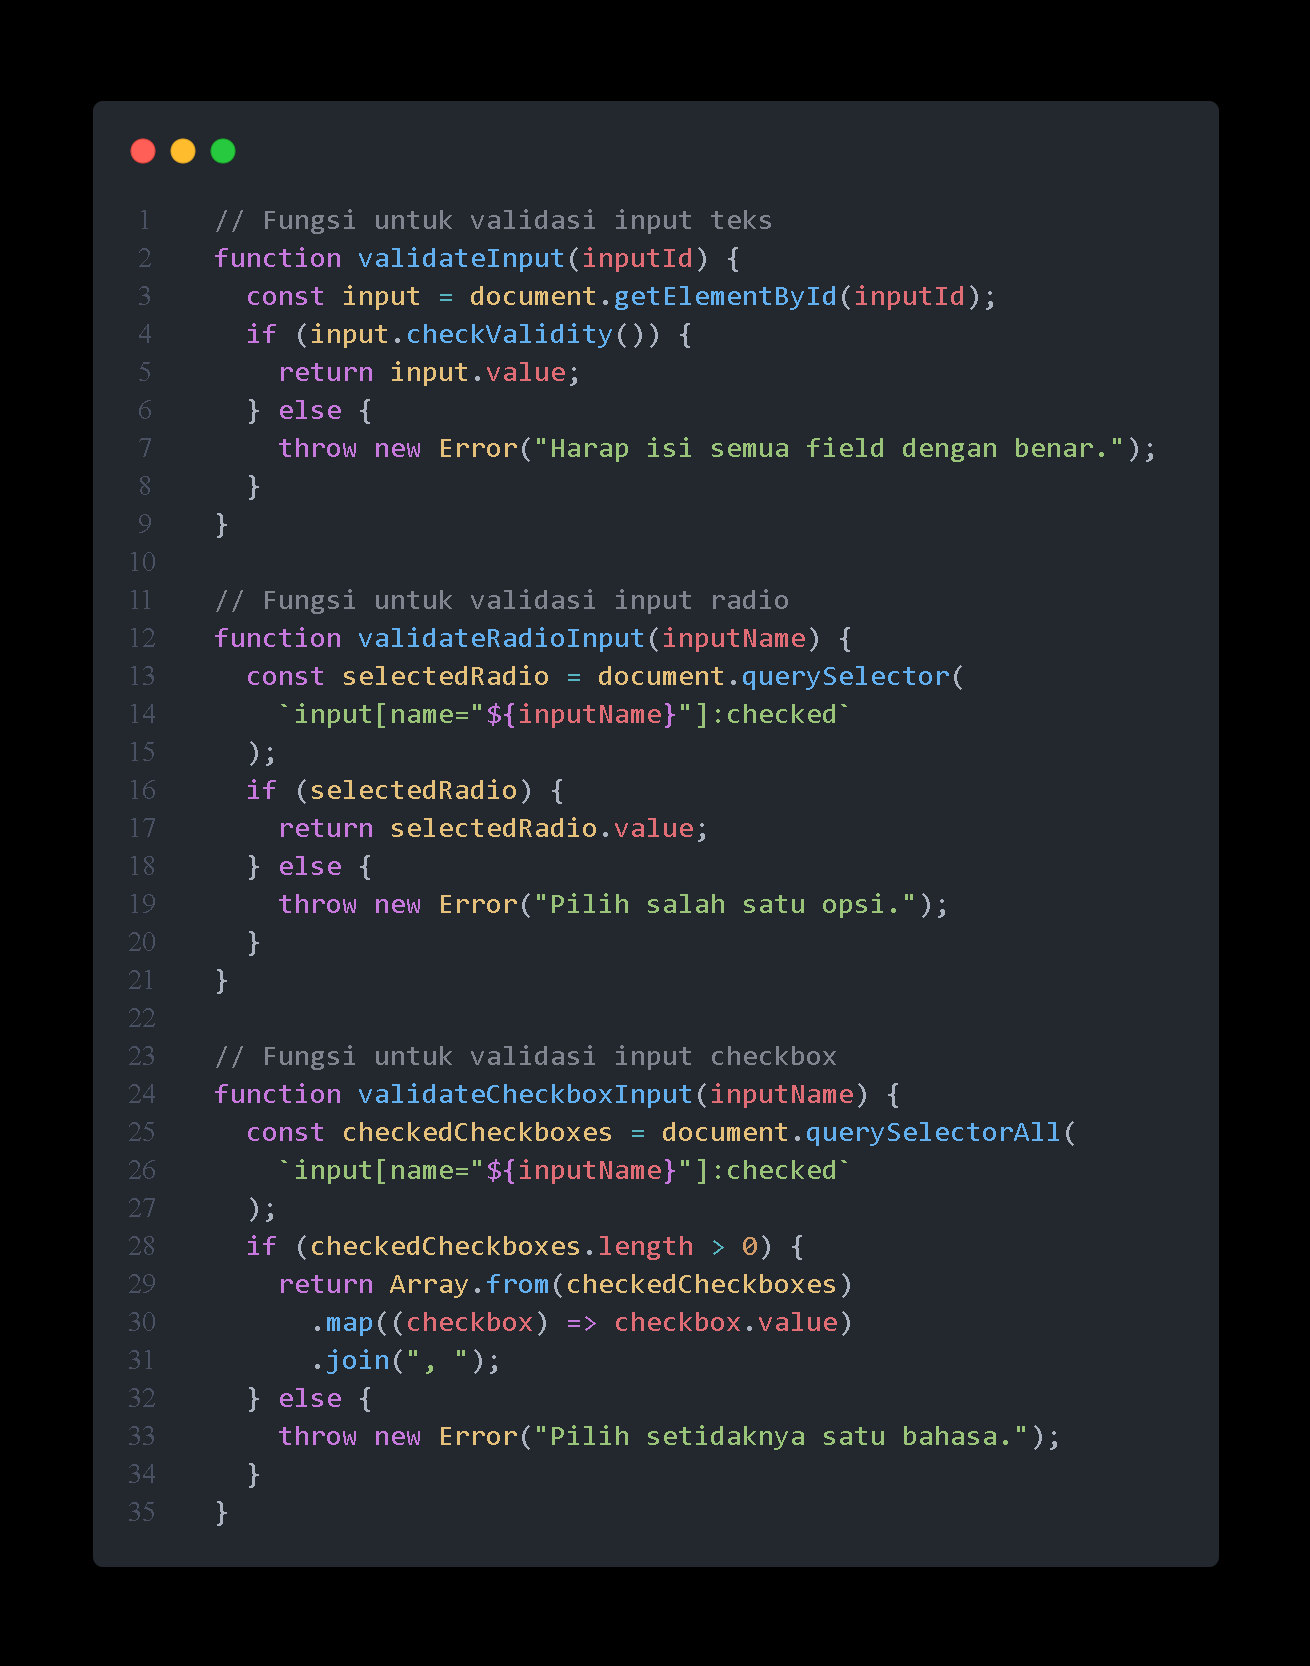 1 // Fungsi untuk validasi input teks
2 function validateInput(inputId) {
3   const input = document.getElementById(inputId);
4   if (input.checkValidity()) {
5     return input.value;
6   } else {
7     throw new Error("Harap isi semua field dengan benar.");
8   }
9 }
10
11 // Fungsi untuk validasi input radio
12 function validateRadioInput(inputName) {
13   const selectedRadio = document.querySelector(
14     `input[name="${inputName}"]:checked`
15   );
16   if (selectedRadio) {
17     return selectedRadio.value;
18   } else {
19     throw new Error("Pilih salah satu opsi.");
20   }
21 }
22
23 // Fungsi untuk validasi input checkbox
24 function validateCheckboxInput(inputName) {
25   const checkedCheckboxes = document.querySelectorAll(
26     `input[name="${inputName}"]:checked`
27   );
28   if (checkedCheckboxes.length > 0) {
29     return Array.from(checkedCheckboxes)
30       .map((checkbox) => checkbox.value)
31       .join(", ");
32   } else {
33     throw new Error("Pilih setidaknya satu bahasa.");
34   }
35 }